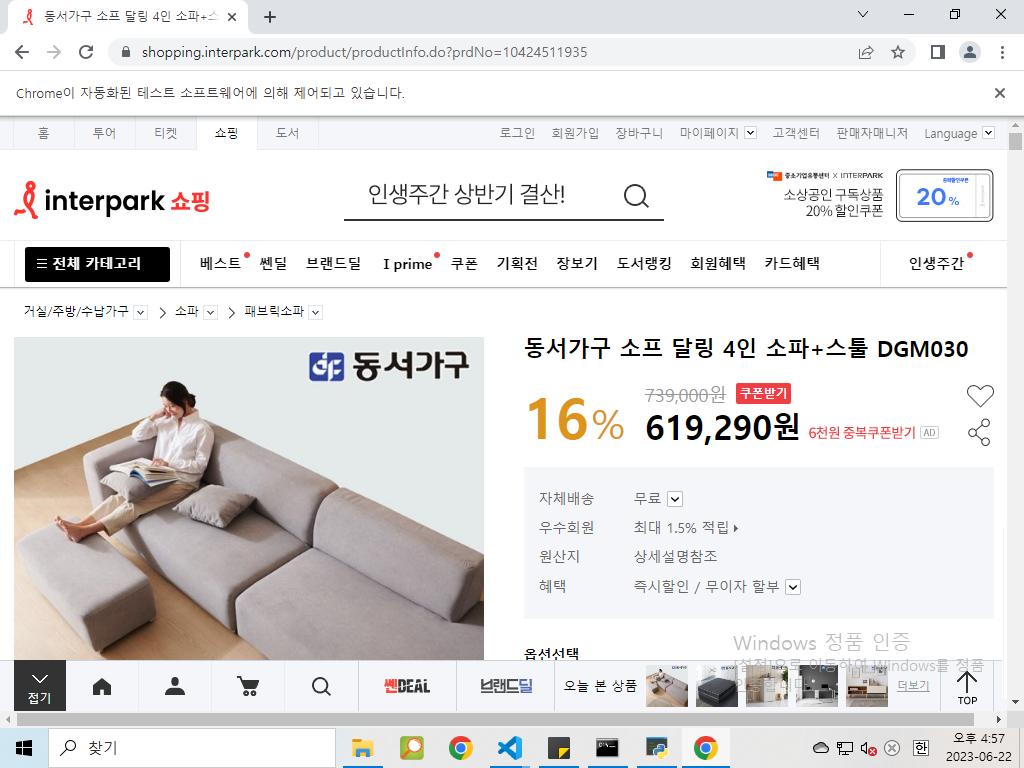 동서가구 소프 달링 4인 소파+스
shopping.interpark.com/product/productInfo.do?prdNo=10424511935
Chrome이 자동화된 테스트 소프트웨어에 의해 제어되고 있습니다.
홈 투어 티켓 쇼핑 도서 로그인 회원가입 장바구니 마이페이지 고객센터 판매자매니저 Language
interpark 쇼핑
인생주간 상반기 결산!
중소기업유통센터 X INTERPARK
소상공인 구독상품
20% 할인쿠폰
20%
전체 카테고리 베스트 쎈딜 브랜드딜 I prime 쿠폰 기획전 장보기 도서랭킹 회원혜택 카드혜택 인생주간
거실/주방/수납가구 소파 패브릭소파
동서가구
동서가구 소프 달링 4인 소파+스툴 DGM030
16%
739,000원 쿠폰받기
619,290원 6천원 중복쿠폰받기 AD
자체배송 무료
우수회원 최대 1.5% 적립
원산지 상세설명참조
혜택 즉시할인 / 무이자 할부
옵션선택
Windows 정품 인증
[설정]으로 이동하여 Windows를 정품
접기
쎈DEAL
브랜드딜
오늘 본 상품
더보기
TOP
찾기
한
오후 4:57
2023-06-22